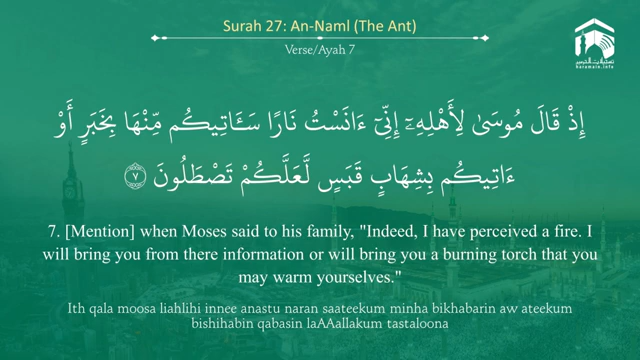 Surah 27: An-Naml (The Ant)
Verse/Ayah 7
haramain.info
إِذْ قَالَ مُوسَىٰ لِأَهْلِهِۦٓ إِنِّىٓ ءَانَسْتُ نَارًا سَـَٔاتِيكُم مِّنْهَا بِخَبَرٍ أَوْ
ءَاتِيكُم بِشِهَابٍ قَبَسٍ لَّعَلَّكُمْ تَصْطَلُونَ ٧
7. [Mention] when Moses said to his family, "Indeed, I have perceived a fire. I
will bring you from there information or will bring you a burning torch that you
may warm yourselves."
Ith qala moosa liahlihi innee anastu naran saateekum minha bikhabarin aw ateekum
bishihabin qabasin laAAallakum tastaloona